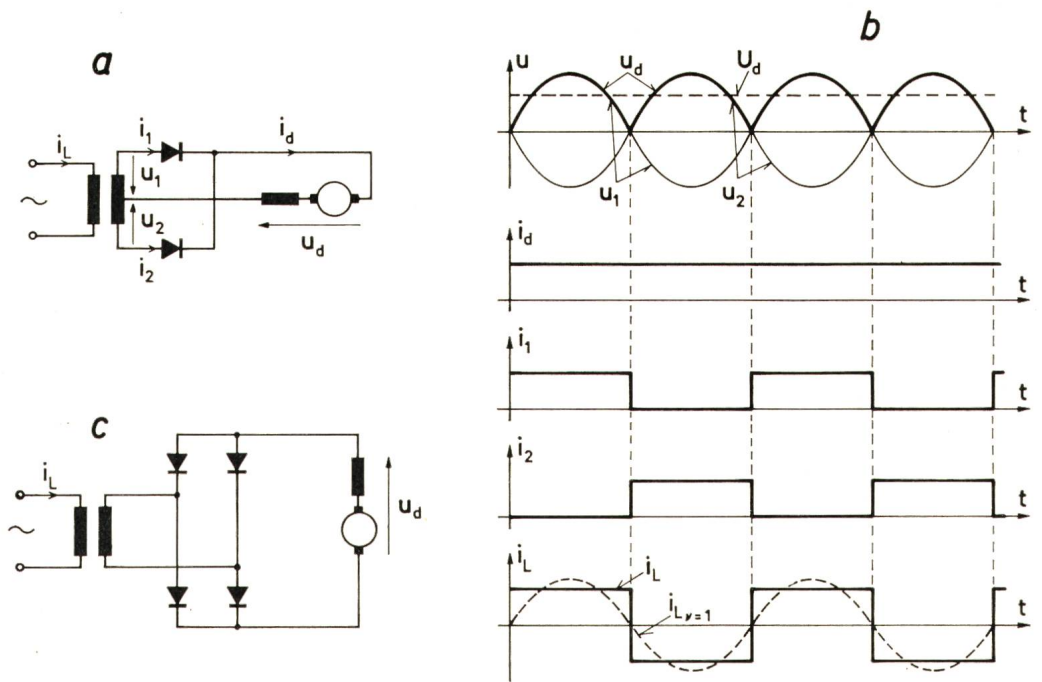 a
i_L
i_1
i_d
u_1
u_2
i_2
u_d
~
c
i_L
u_d
~
b
u
u_d
U_d
t
u_1
u_2
i_d
t
i_1
t
i_2
t
i_L
i_L
t
i_Lν=1